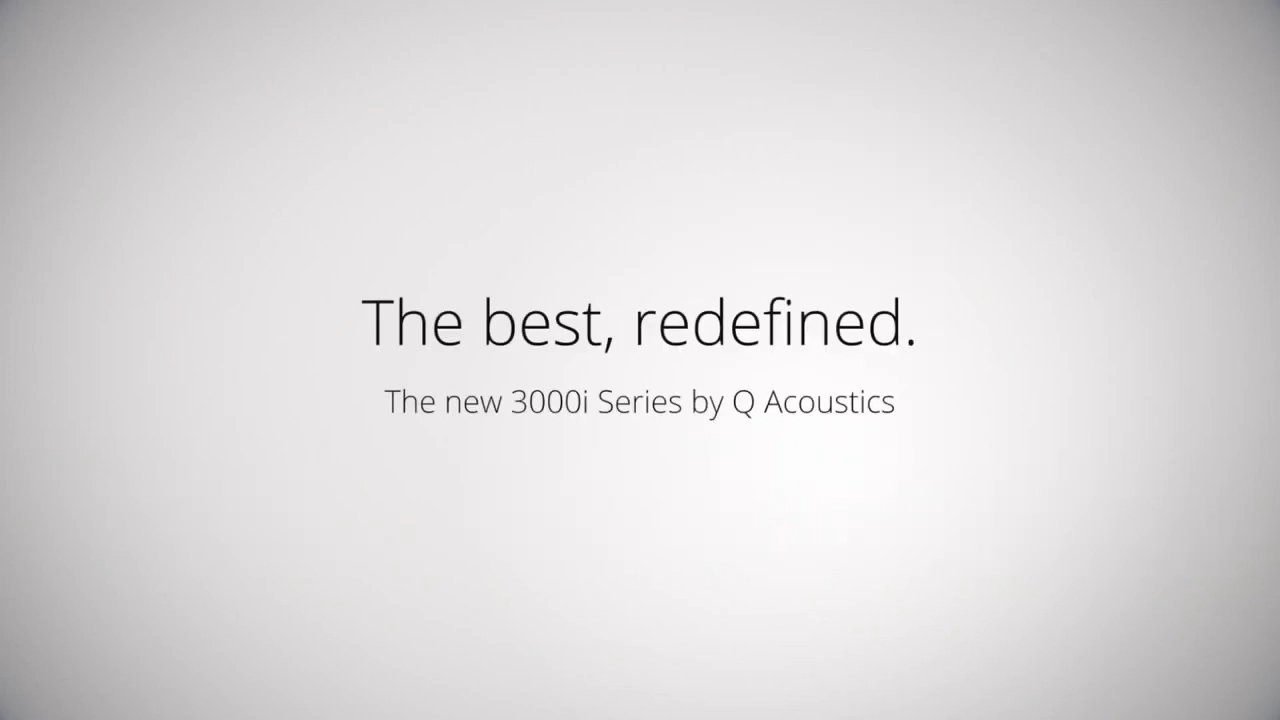 The best, redefined.
The new 3000i Series by Q Acoustics